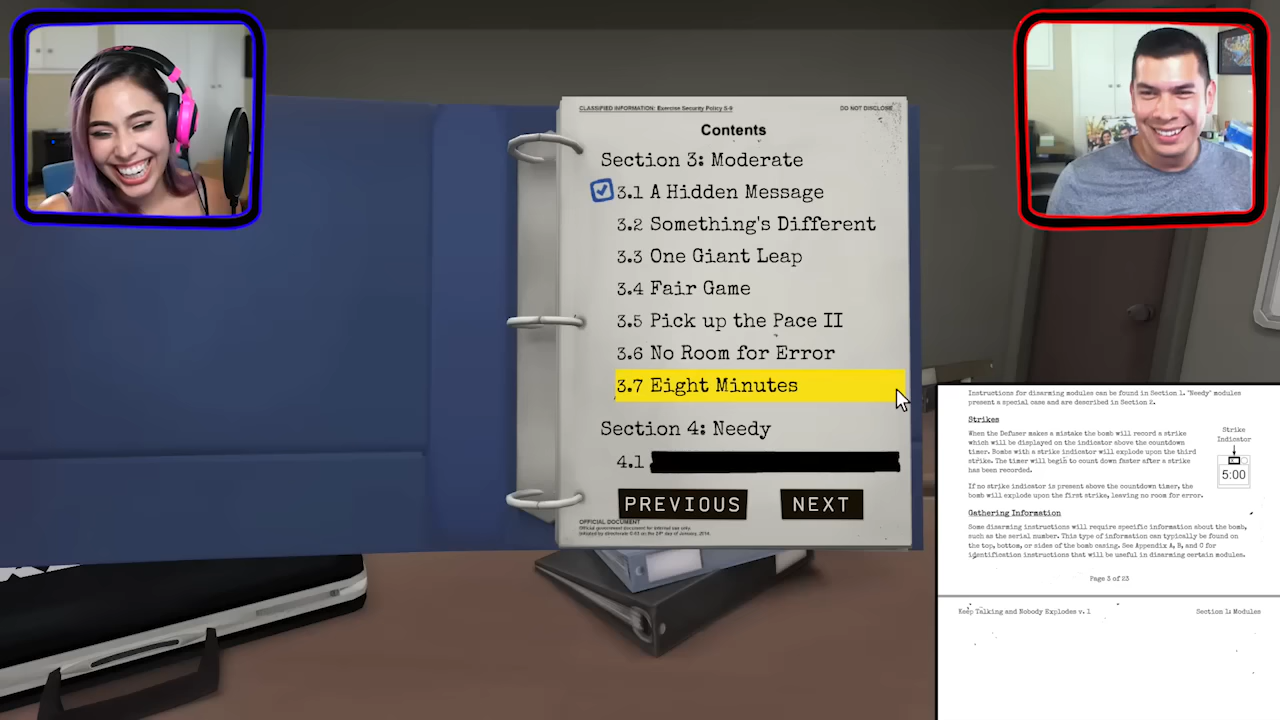 CLASSIFIED INFORMATION: Exercise Security Policy 5-9
DO NOT DISCLOSE
Contents
Section 3: Moderate
3.1 A Hidden Message
3.2 Something's Different
3.3 One Giant Leap
3.4 Fair Game
3.5 Pick up the Pace II
3.6 No Room for Error
3.7 Eight Minutes
Section 4: Needy
4.1
PREVIOUS
NEXT
OFFICIAL DOCUMENT
Official government document for internal use only.
Instructions for disarming modules can be found in Section 1. "Needy" modules
present a special case and are described in Section 2.
Strikes
When the Defuser makes a mistake the bomb will record a strike
which will be displayed on the indicator above the countdown
timer. Bombs with a strike indicator will explode upon the third
strike. The timer will begin to count down faster after a strike
has been recorded.
Strike
Indicator
5:00
If no strike indicator is present above the countdown timer, the
bomb will explode upon the first strike, leaving no room for error.
Gathering Information
Some disarming instructions will require specific information about the bomb,
such as the serial number. This type of information can typically be found on
the top, bottom, or sides of the bomb casing. See Appendix A, B, and C for
identification instructions that will be useful in disarming certain modules.
Page 3 of 23
Keep Talking and Nobody Explodes v. 1
Section 1: Modules